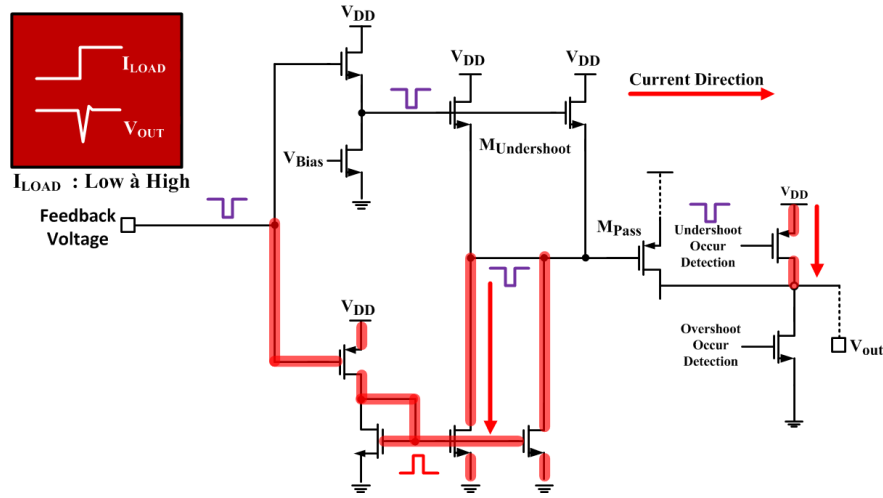 I_LOAD
V_OUT
I_LOAD : Low à High
Feedback
Voltage
V_DD
V_Bias
V_DD
V_DD
M_Undershoot
Current Direction
M_Pass
V_DD
Undershoot
Occur
Detection
Overshoot
Occur
Detection
V_out
V_DD